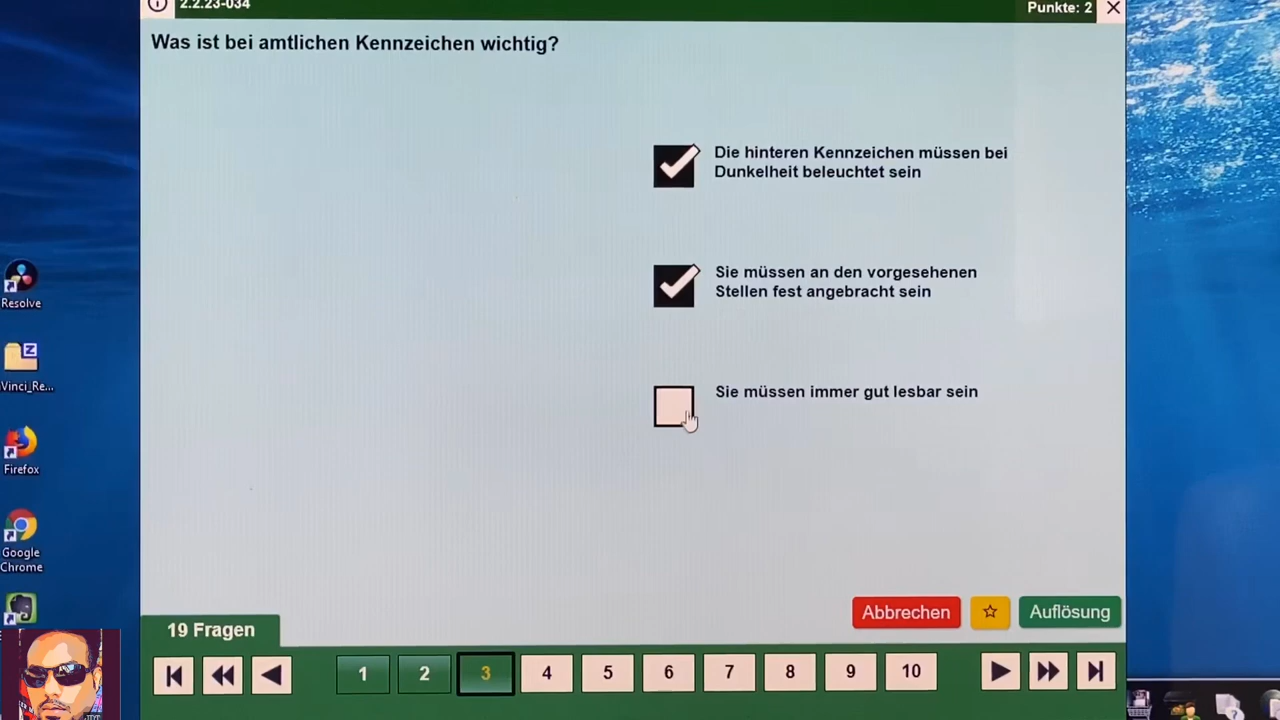 2.2.23-034
Punkte: 2
Was ist bei amtlichen Kennzeichen wichtig?
Die hinteren Kennzeichen müssen bei
Dunkelheit beleuchtet sein
Sie müssen an den vorgesehenen
Stellen fest angebracht sein
Sie müssen immer gut lesbar sein
Resolve
Vinci_Re...
Firefox
Google
Chrome
Abbrechen
Auflösung
19 Fragen
1 2 3 4 5 6 7 8 9 10